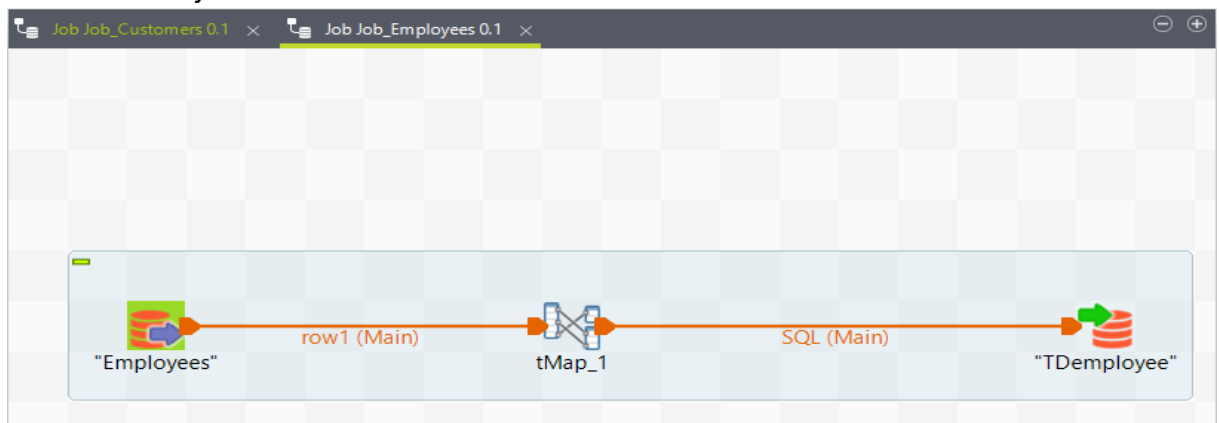 Job Job_Customers 0.1
Job Job_Employees 0.1
row1 (Main)
SQL (Main)
"Employees"
tMap_1
"TDemployee"